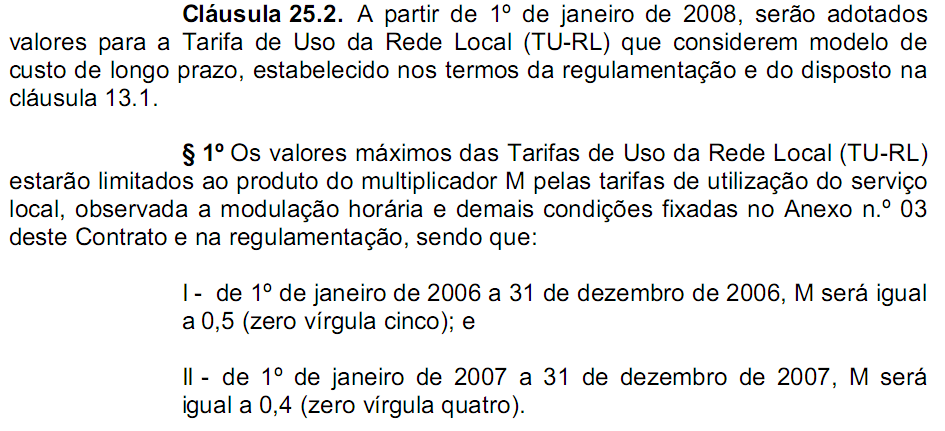 Cláusula 25.2. A partir de 1º de janeiro de 2008, serão adotados
valores para a Tarifa de Uso da Rede Local (TU-RL) que considerem modelo de
custo de longo prazo, estabelecido nos termos da regulamentação e do disposto na
cláusula 13.1.
§ 1º Os valores máximos das Tarifas de Uso da Rede Local (TU-RL)
estarão limitados ao produto do multiplicador M pelas tarifas de utilização do serviço
local, observada a modulação horária e demais condições fixadas no Anexo n.º 03
deste Contrato e na regulamentação, sendo que:
I - de 1º de janeiro de 2006 a 31 de dezembro de 2006, M será igual
a 0,5 (zero vírgula cinco); e
II - de 1º de janeiro de 2007 a 31 de dezembro de 2007, M será
igual a 0,4 (zero vírgula quatro).